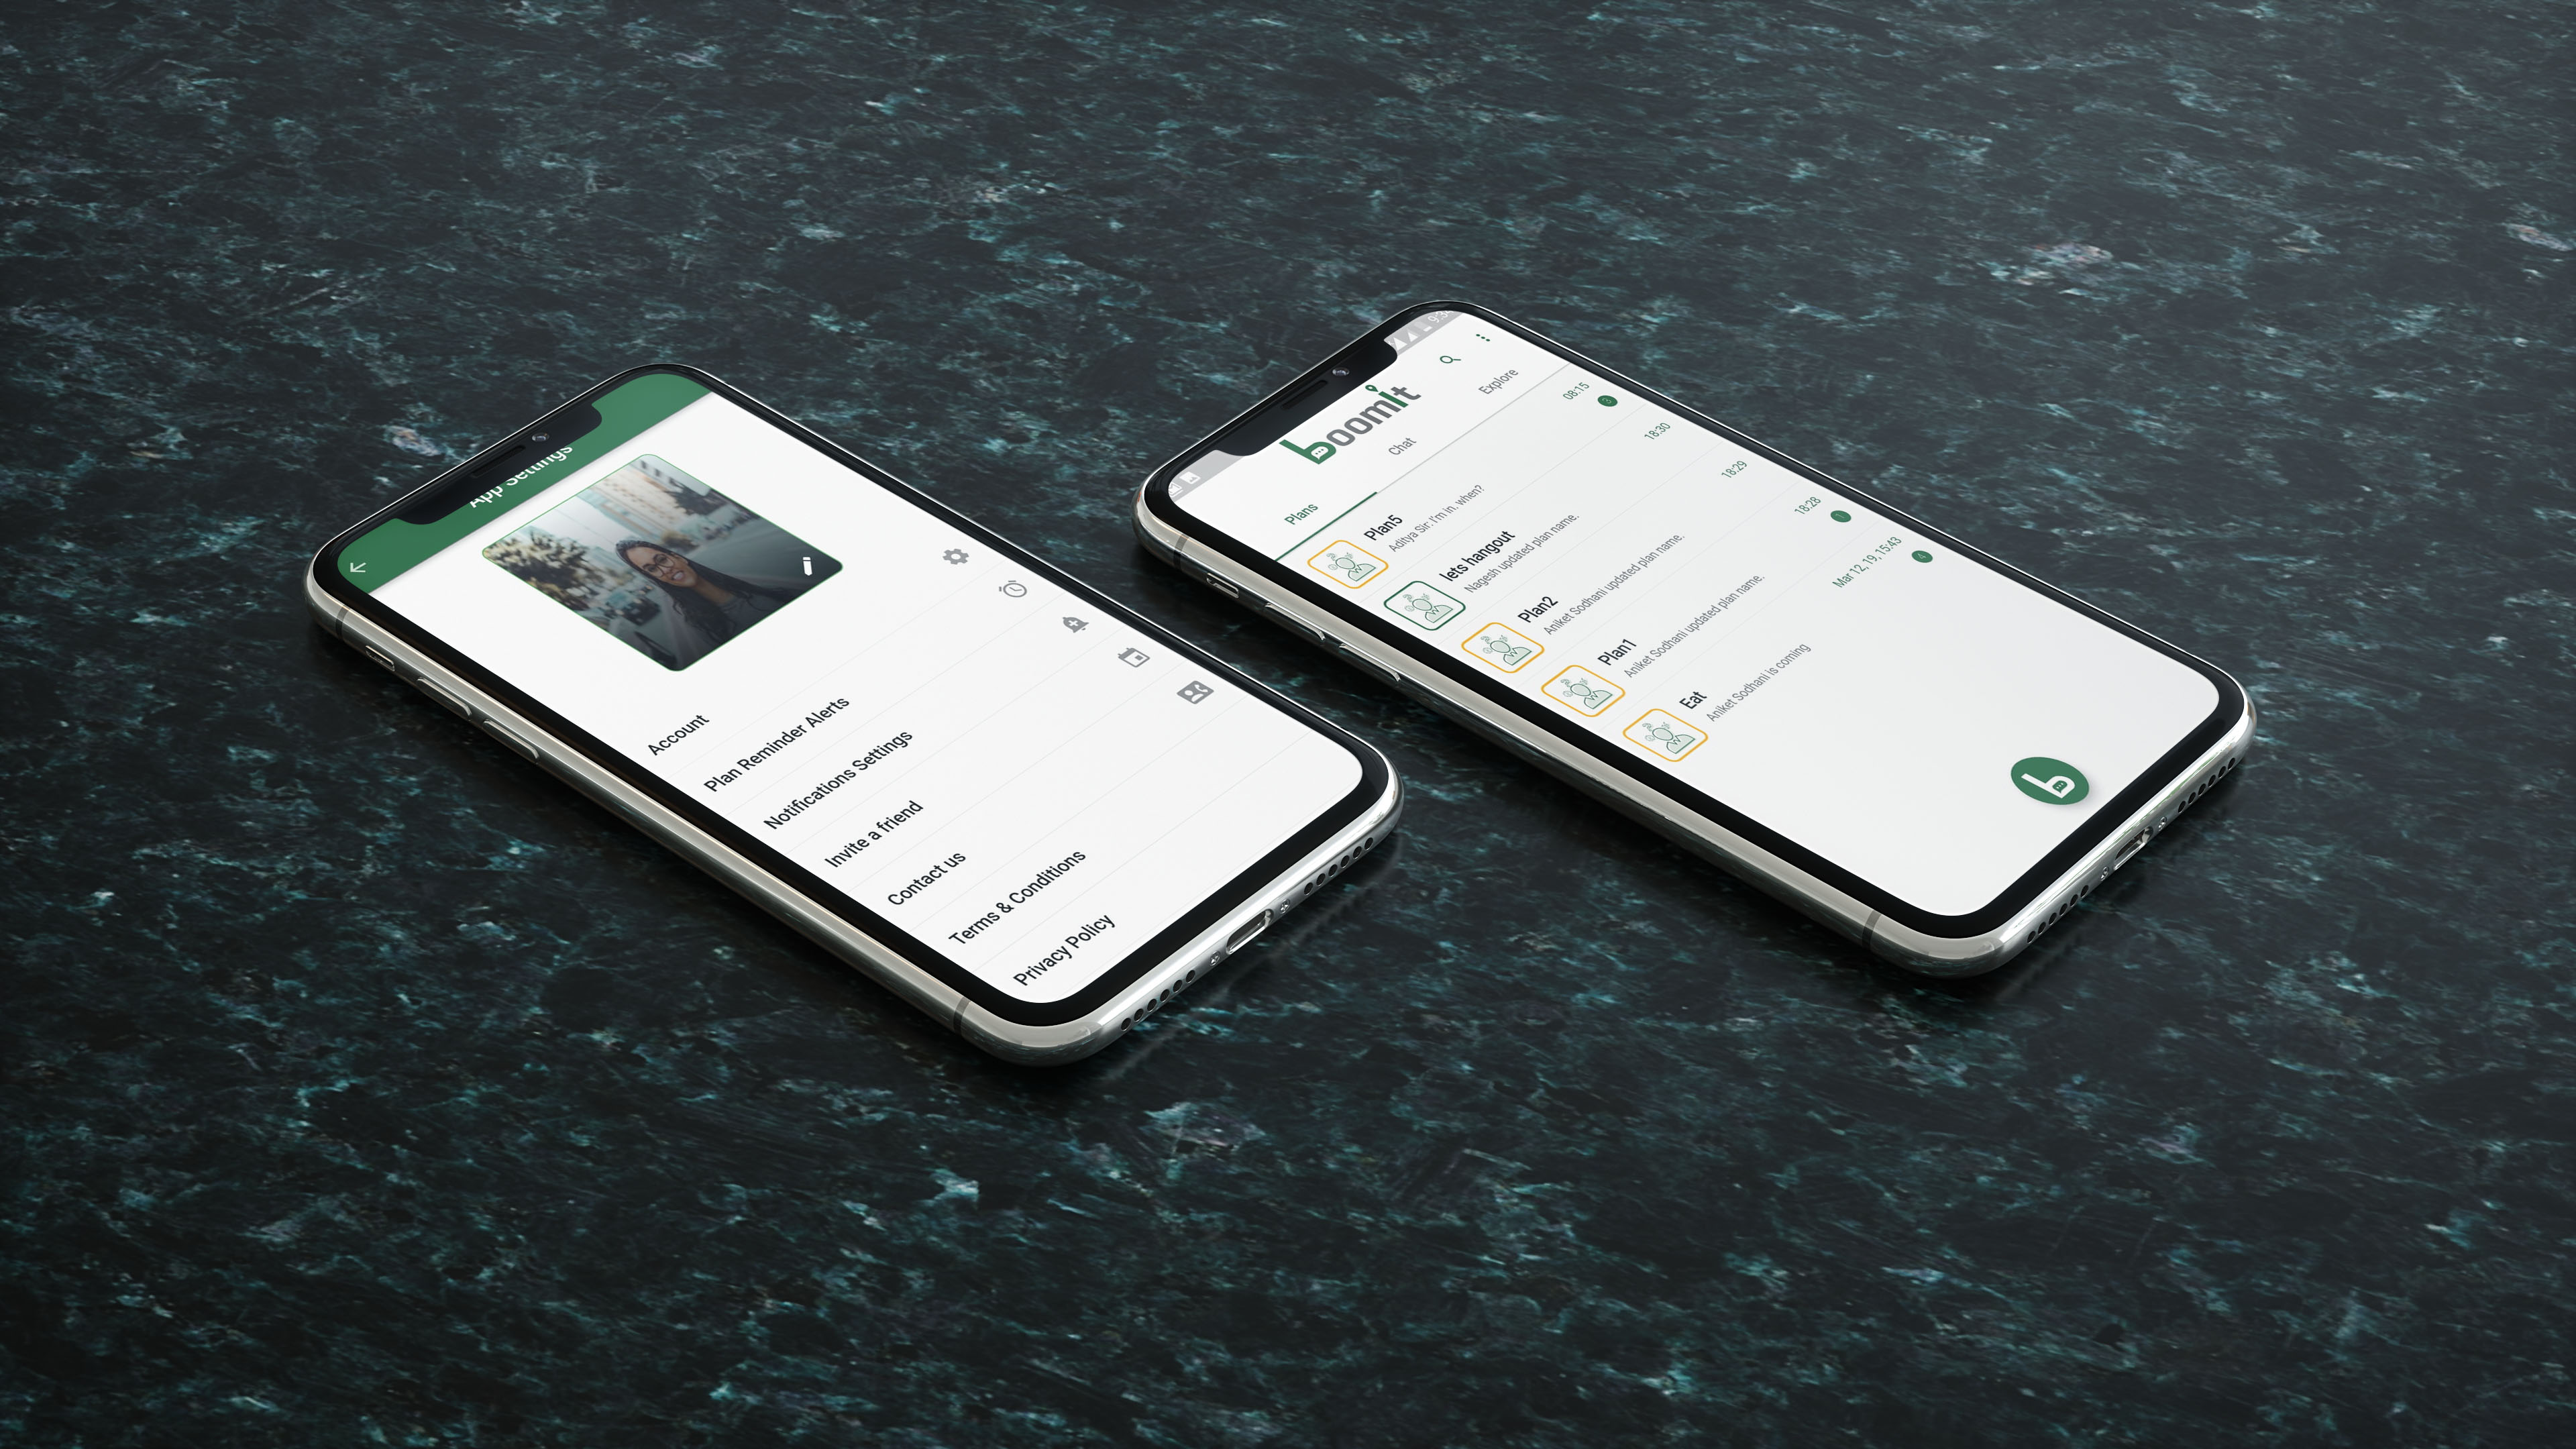 App Settings
Account
Plan Reminder Alerts
Notifications Settings
Invite a friend
Contact us
Terms & Conditions
Privacy Policy
boomit
Plans
Chat
Explore
Plan5
08:15
Aditya Sir: I'm in. when?
3
lets hangout
18:30
Nagesh updated plan name.
Plan2
18:29
Aniket Sodhani updated plan name.
Plan1
18:28
Aniket Sodhani updated plan name.
1
Eat
Mar 12, 19, 15:43
Aniket Sodhani is coming
4
b